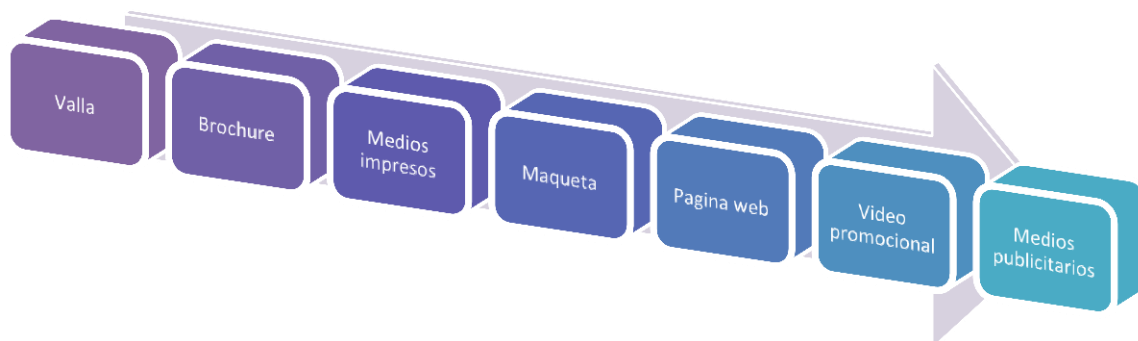 Valla
Brochure
Medios
impresos
Maqueta
Pagina web
Video
promocional
Medios
publicitarios